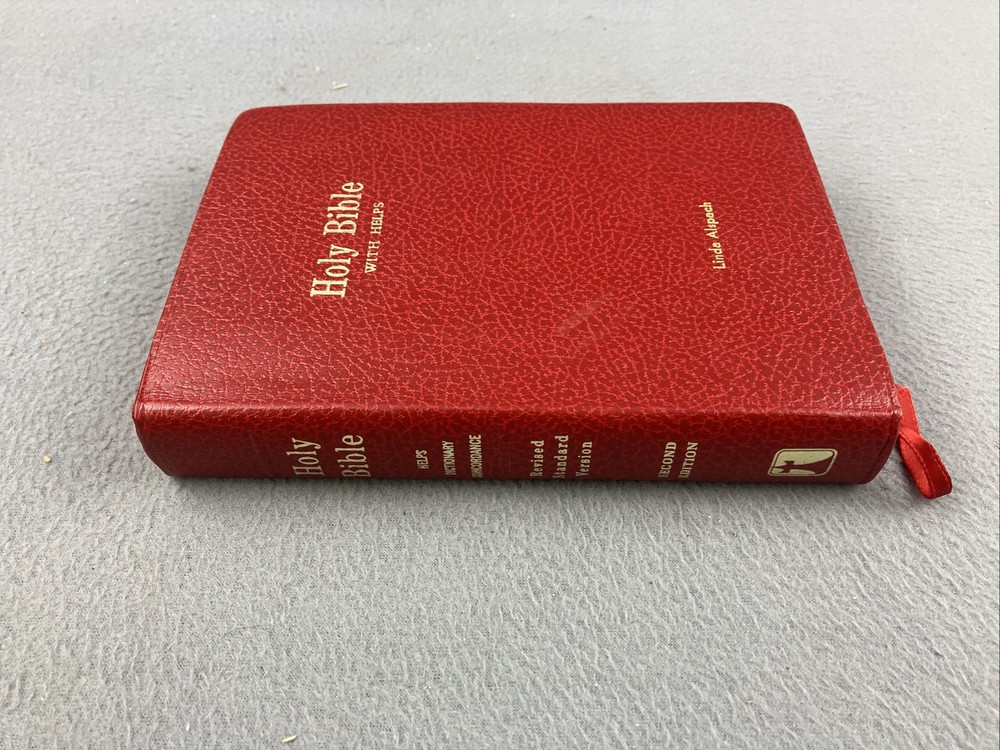 Holy Bible
WITH HELPS
Linda Alspach
Holy
Bible
HELPS
DICTIONARY
CONCORDANCE
Revised
Standard
Version
SECOND
EDITION